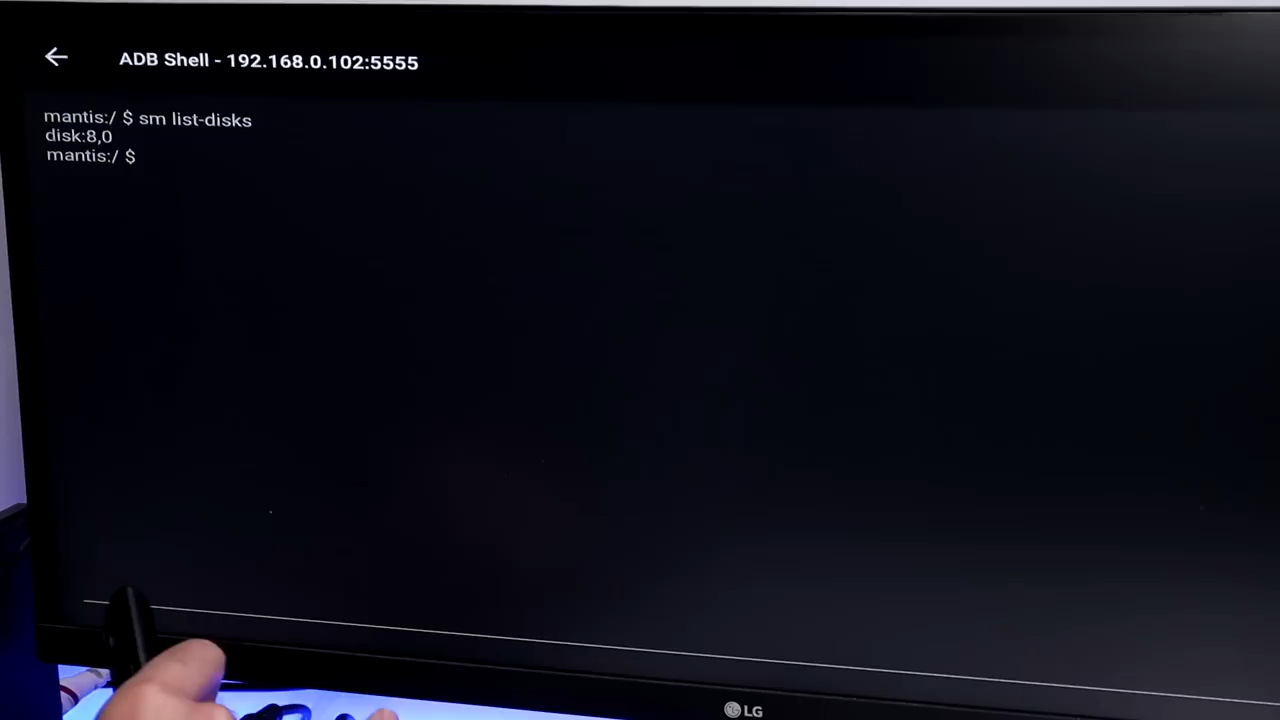 ADB Shell - 192.168.0.102:5555
mantis:/ $ sm list-disks
disk:8,0
mantis:/ $
LG